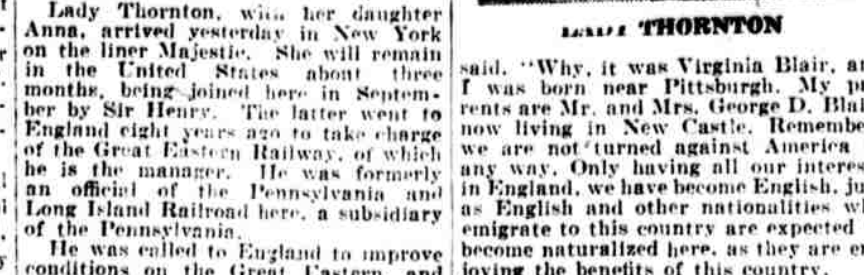 Lady Thornton, with her daughter
Anna, arrived yesterday in New York
on the liner Majestic. She will remain
in the United States about three
months, being joined here in Septem-
ber by Sir Henry. The latter went to
England eight years ago to take charge
of the Great Eastern Railway, of which
he is the manager. He was formerly
an official of the Pennsylvania and
Long Island Railroad here, a subsidiary
of the Pennsylvania.
He was called to England to improve
conditions on the Great Eastern, and
LADY THORNTON
said. "Why, it was Virginia Blair, an
I was born near Pittsburgh. My pa
rents are Mr. and Mrs. George D. Blai
now living in New Castle. Remembe
we are not turned against America
any way. Only having all our interes
in England, we have become English, ju
as English and other nationalities wh
emigrate to this country are expected
become naturalized here, as they are en
joying the benefits of this country.